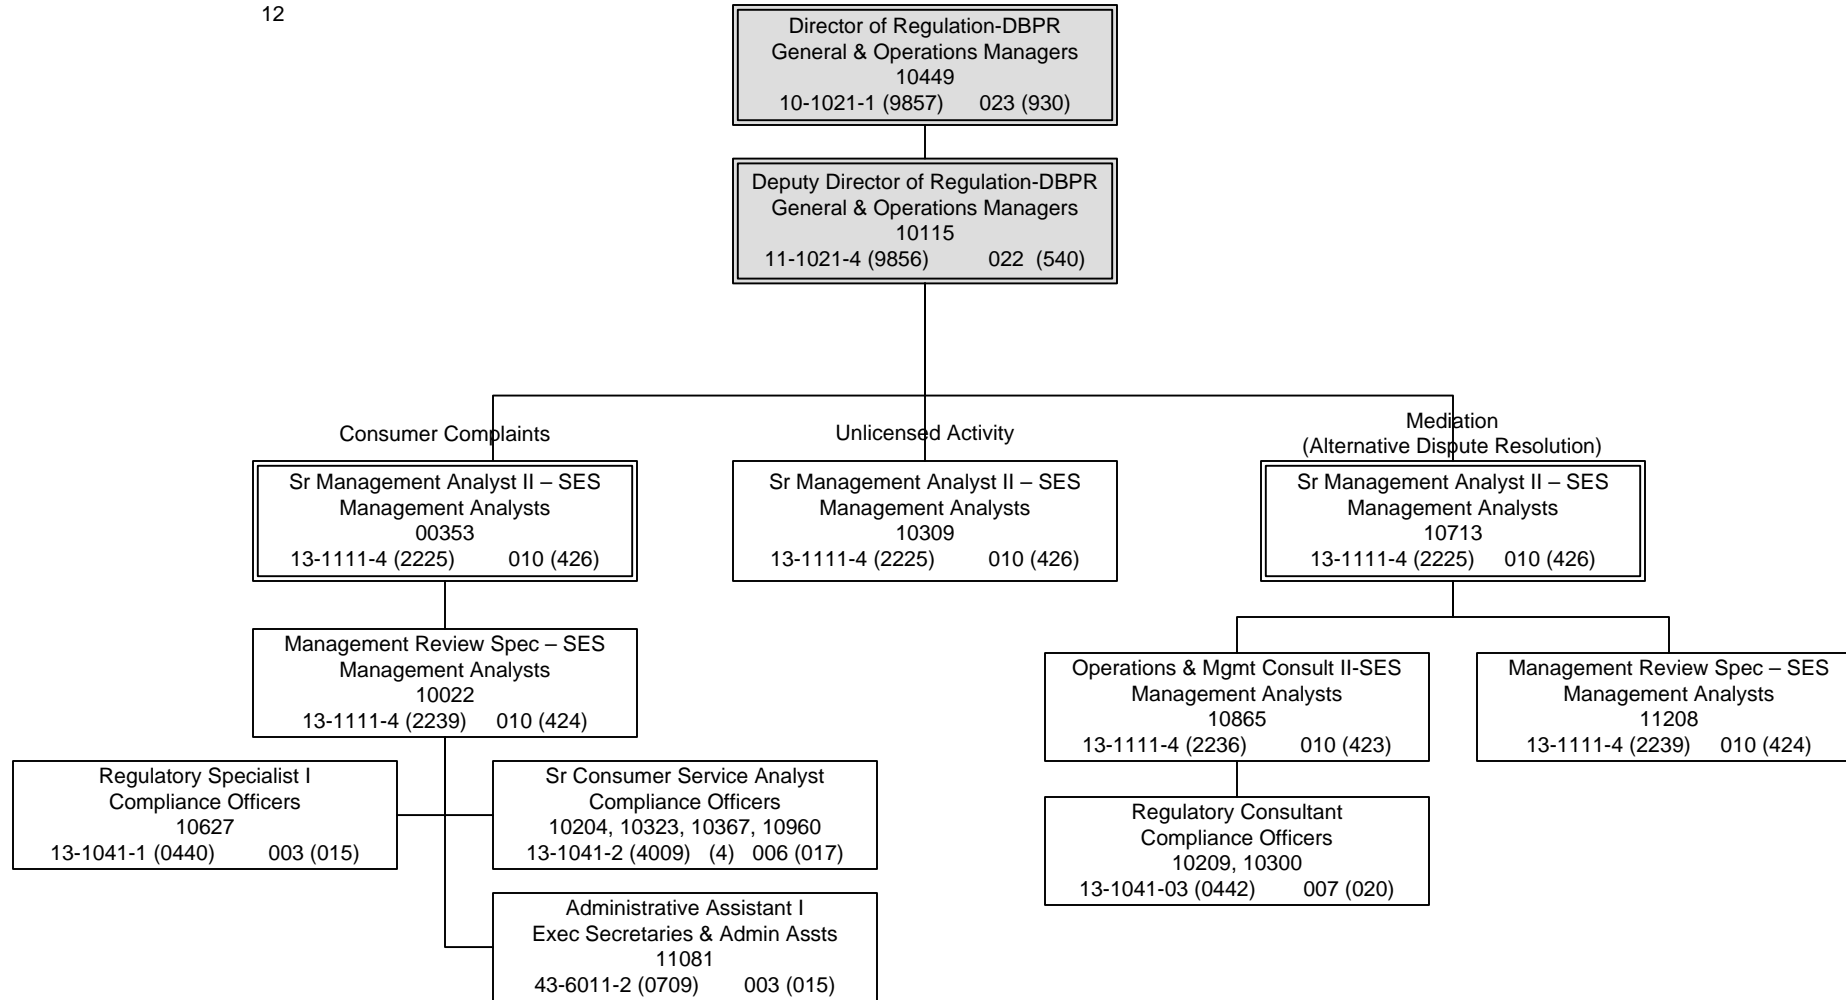 12
Director of Regulation-DBPR
General & Operations Managers
10449
10-1021-1 (9857) 023 (930)
Deputy Director of Regulation-DBPR
General & Operations Managers
10115
11-1021-4 (9856) 022 (540)
Consumer Complaints
Sr Management Analyst II – SES
Management Analysts
00353
13-1111-4 (2225) 010 (426)
Unlicensed Activity
Sr Management Analyst II – SES
Management Analysts
10309
13-1111-4 (2225) 010 (426)
Mediation
(Alternative Dispute Resolution)
Sr Management Analyst II – SES
Management Analysts
10713
13-1111-4 (2225) 010 (426)
Management Review Spec – SES
Management Analysts
10022
13-1111-4 (2239) 010 (424)
Operations & Mgmt Consult II-SES
Management Analysts
10865
13-1111-4 (2236) 010 (423)
Management Review Spec – SES
Management Analysts
11208
13-1111-4 (2239) 010 (424)
Regulatory Specialist I
Compliance Officers
10627
13-1041-1 (0440) 003 (015)
Sr Consumer Service Analyst
Compliance Officers
10204, 10323, 10367, 10960
13-1041-2 (4009) (4) 006 (017)
Regulatory Consultant
Compliance Officers
10209, 10300
13-1041-03 (0442) 007 (020)
Administrative Assistant I
Exec Secretaries & Admin Assts
11081
43-6011-2 (0709) 003 (015)